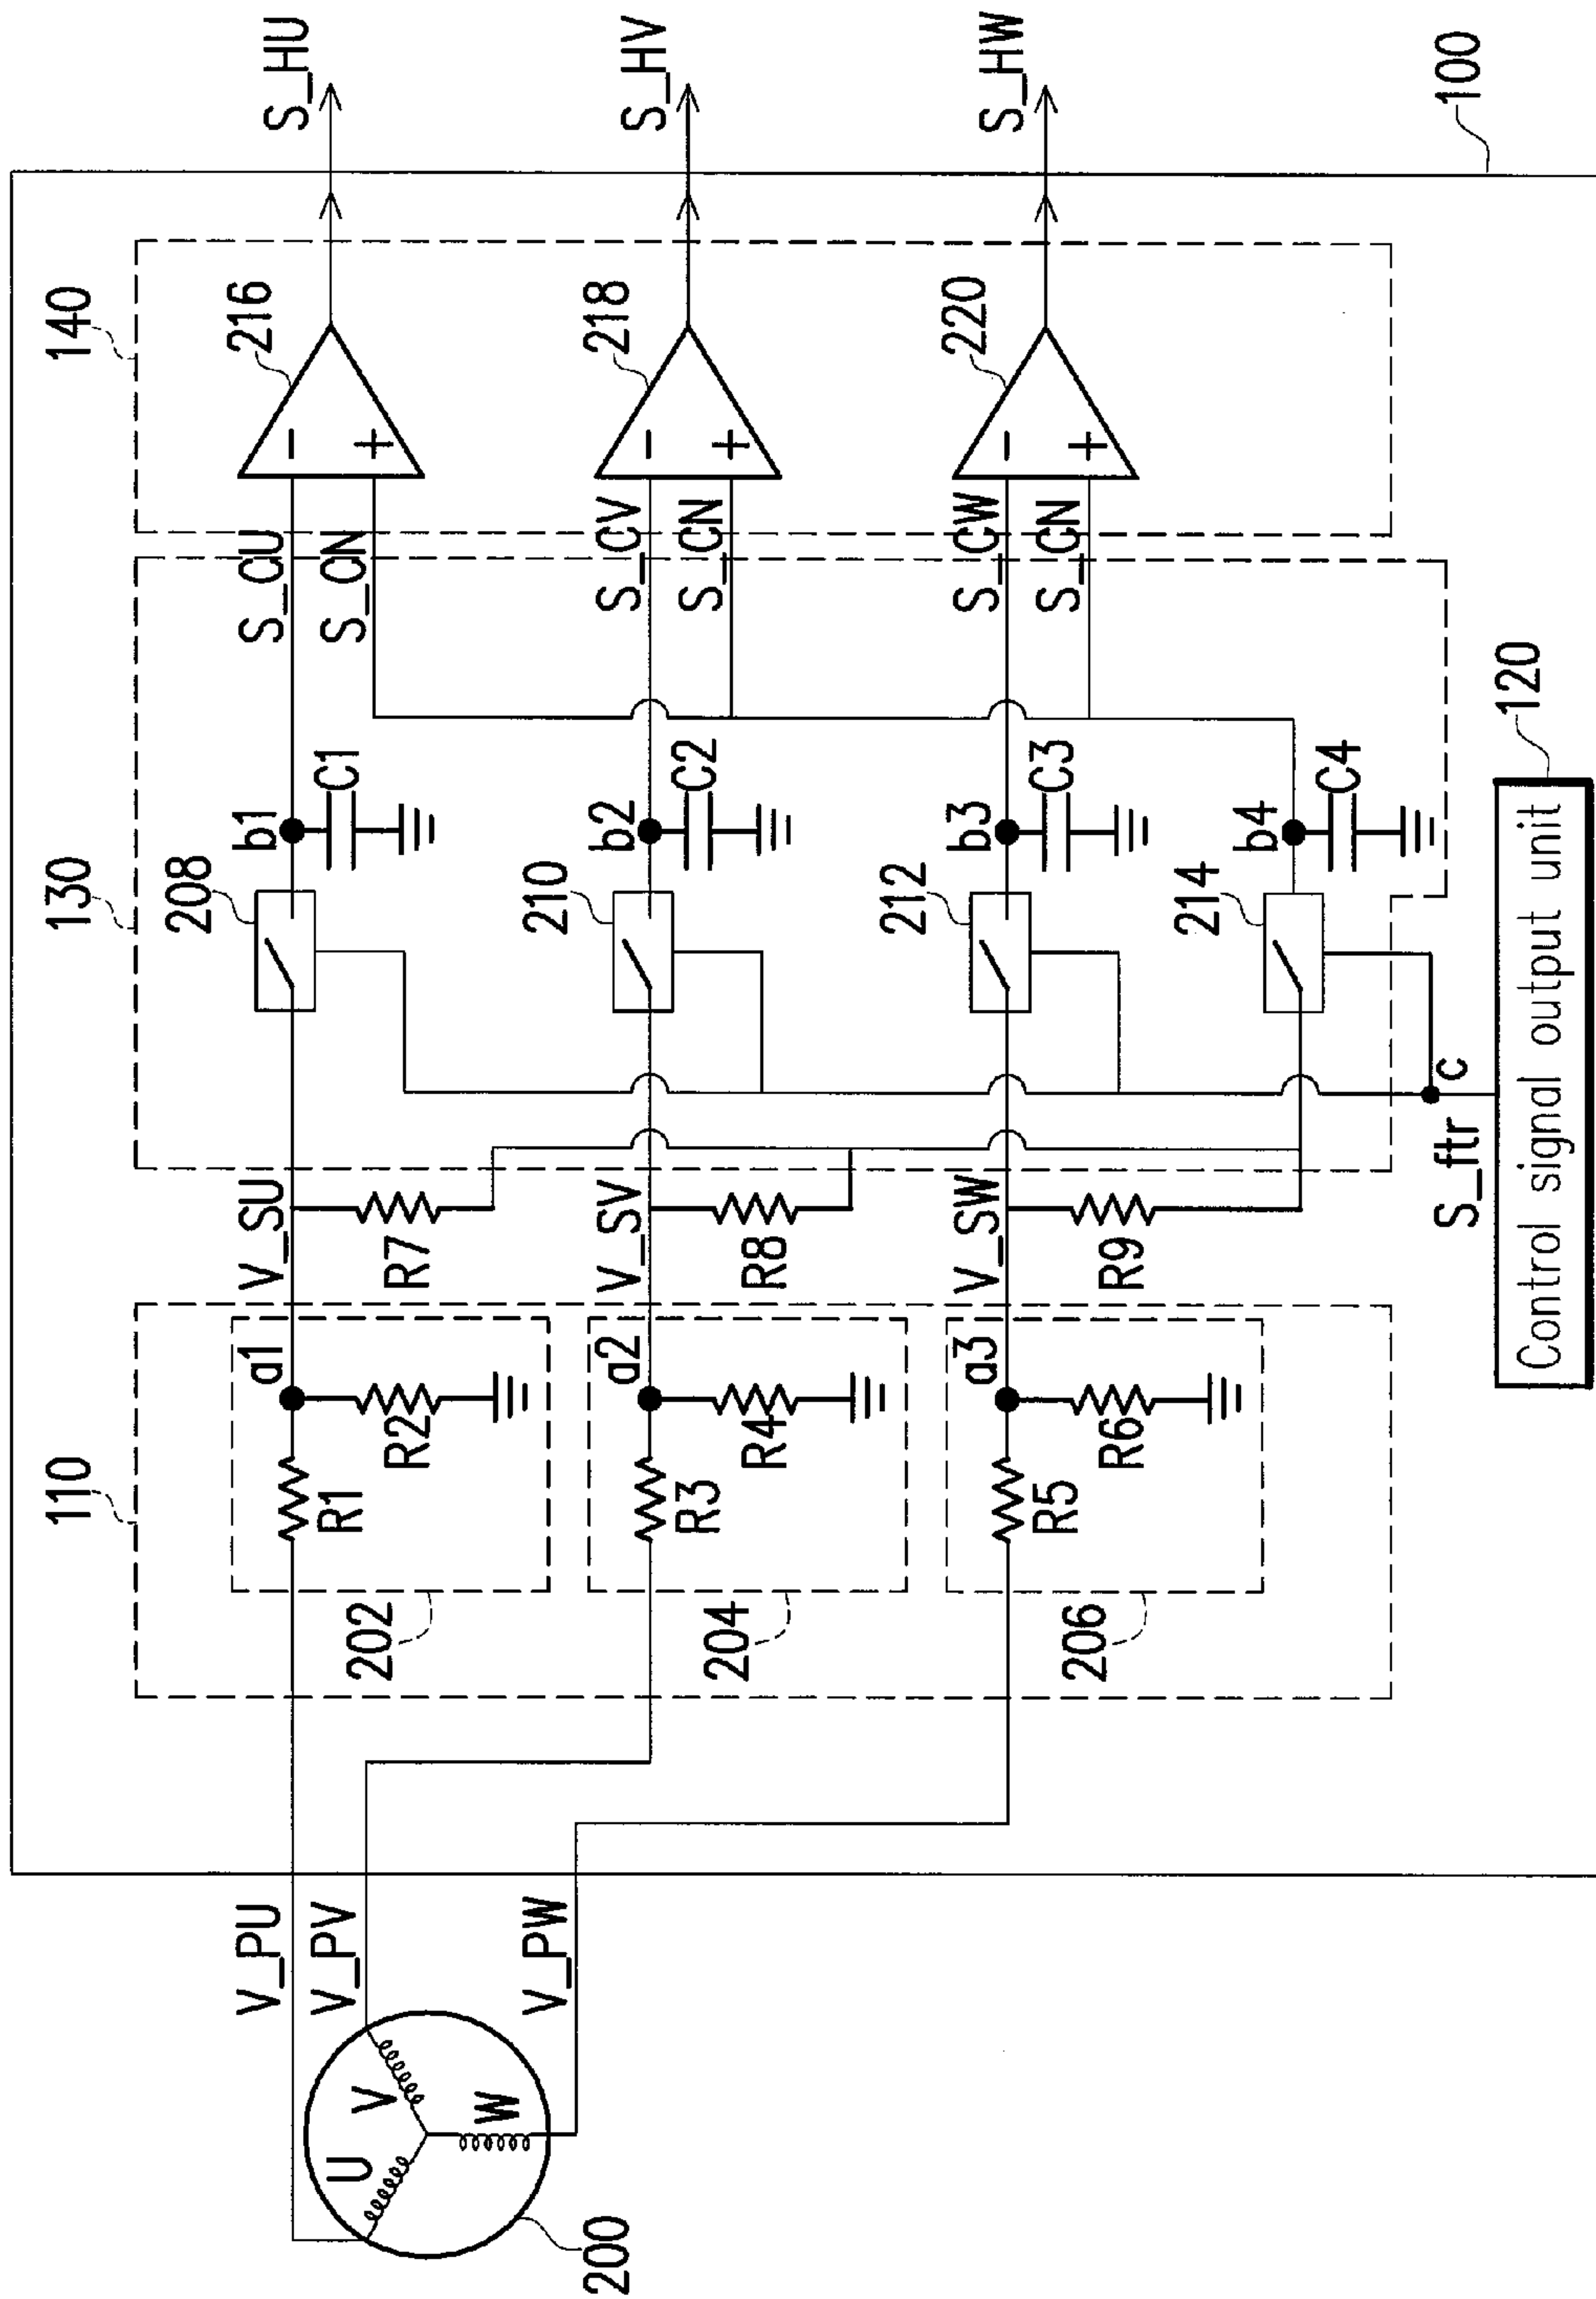 140
130
110
S_HU
216
S_CU
S_CN
b1
C1
208
V_SU
R7
a1
R2
R1
202
V_PU
S_HV
218
S_CV
S_CN
b2
C2
210
V_SV
R8
a2
R4
R3
204
V_PV
S_HW
220
S_CW
S_CN
b3
C3
212
V_SW
R9
a3
R6
R5
206
V_PW
b4
C4
214
U
V
W
200
c
S_ftr
100
120
Control signal output unit
−
+
−
+
−
+